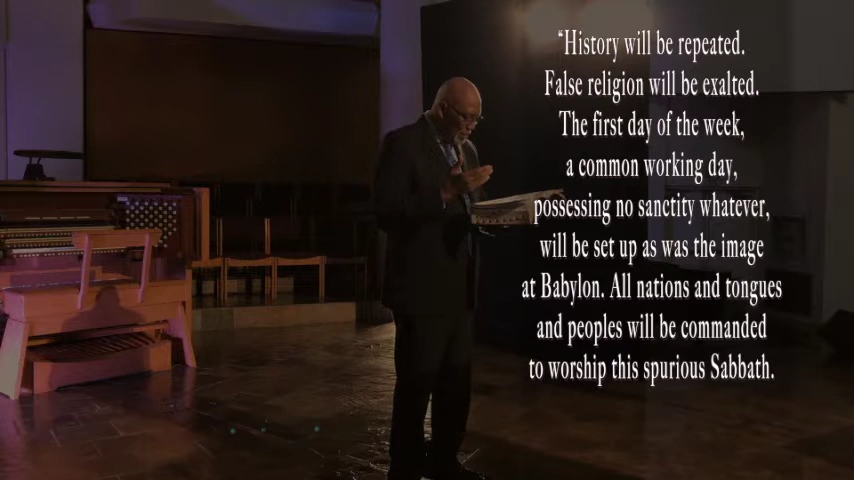 “History will be repeated.
False religion will be exalted.
The first day of the week,
a common working day,
possessing no sanctity whatever,
will be set up as was the image
at Babylon. All nations and tongues
and peoples will be commanded
to worship this spurious Sabbath.